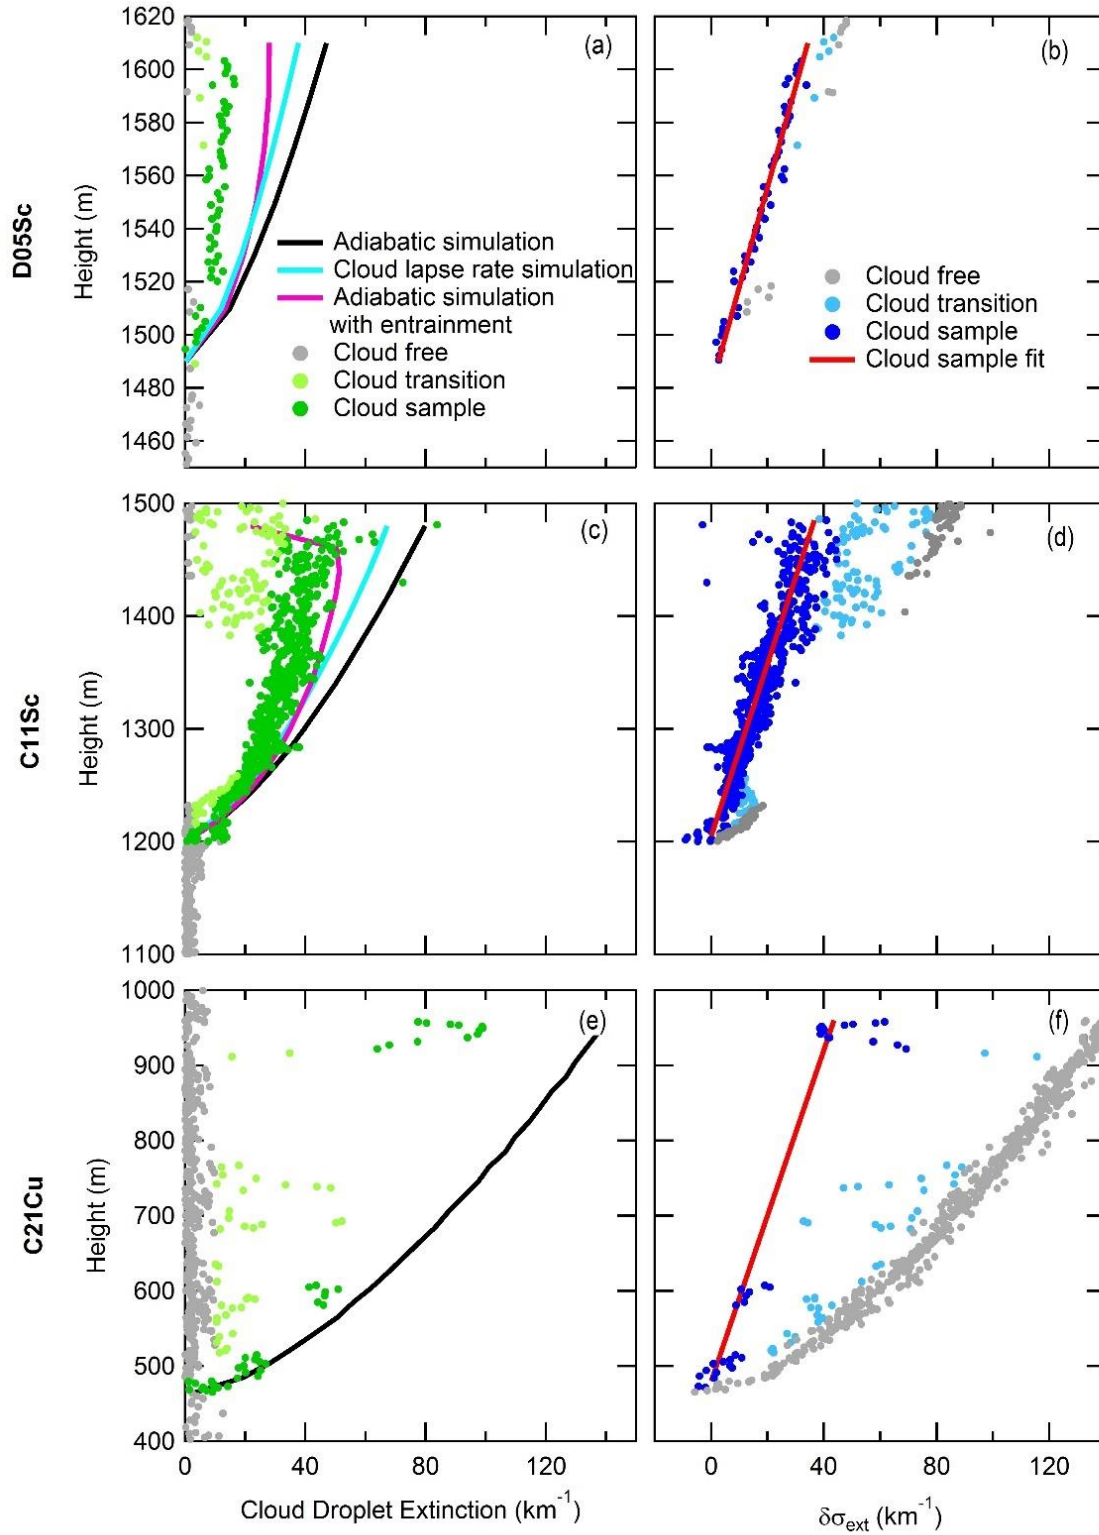 1620
1600
1580
1560
1540
1520
1500
1480
1460
Height (m)
D05Sc
(a)
Adiabatic simulation
Cloud lapse rate simulation
Adiabatic simulation
with entrainment
Cloud free
Cloud transition
Cloud sample
(b)
Cloud free
Cloud transition
Cloud sample
Cloud sample fit
1500
1400
1300
1200
1100
Height (m)
C11Sc
(c)
(d)
1000
900
800
700
600
500
400
Height (m)
C21Cu
(e)
(f)
0 40 80 120
Cloud Droplet Extinction (km⁻¹)
0 40 80 120
δσext (km⁻¹)